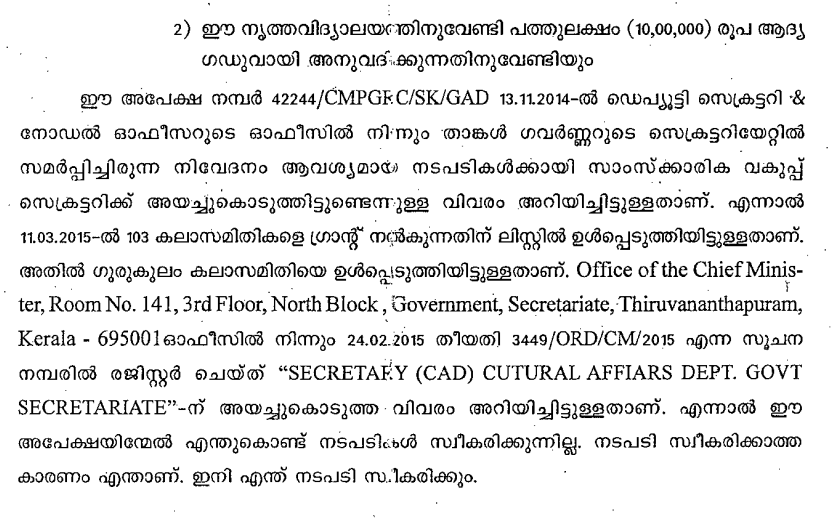 2) ഈ നൃത്തവിദ്യാലയത്തിനുവേണ്ടി പത്തുലക്ഷം (10,00,000) രൂപ ആദ്യ
ഗഡുവായി അനുവദിക്കുന്നതിനുവേണ്ടിയും
ഈ അപേക്ഷ നമ്പർ 42244/CMPGRC/SK/GAD 13.11.2014-ൽ ഡെപ്യൂട്ടി സെക്രട്ടറി &
നോഡൽ ഓഫീസറുടെ ഓഫീസിൽ നിന്നും താങ്കൾ ഗവർണ്ണറുടെ സെക്രട്ടറിയേറ്റിൽ
സമർപ്പിച്ചിരുന്ന നിവേദനം ആവശ്യമായ നടപടികൾക്കായി സാംസ്ക്കാരിക വകുപ്പ്
സെക്രട്ടറിക്ക് അയച്ചുകൊടുത്തിട്ടുണ്ടെന്നുള്ള വിവരം അറിയിച്ചിട്ടുള്ളതാണ്. എന്നാൽ
11.03.2015-ൽ 103 കലാസമിതികളെ ഗ്രാന്റ് നൽകുന്നതിന് ലിസ്റ്റിൽ ഉൾപ്പെടുത്തിയിട്ടുള്ളതാണ്.
അതിൽ ഗുരുകുലം കലാസമിതിയെ ഉൾപ്പെടുത്തിയിട്ടുള്ളതാണ്. Office of the Chief Minis-
ter, Room No. 141, 3rd Floor, North Block, Government, Secretariate, Thiruvananthapuram,
Kerala - 695001 ഓഫീസിൽ നിന്നും 24.02.2015 തീയതി 3449/ORD/CM/2015 എന്ന സൂചന
നമ്പരിൽ രജിസ്റ്റർ ചെയ്ത് “SECRETARY (CAD) CUTURAL AFFIARS DEPT. GOVT
SECRETARIATE”-ന് അയച്ചുകൊടുത്ത വിവരം അറിയിച്ചിട്ടുള്ളതാണ്. എന്നാൽ ഈ
അപേക്ഷയിന്മേൽ എന്തുകൊണ്ട് നടപടികൾ സ്വീകരിക്കുന്നില്ല. നടപടി സ്വീകരിക്കാത്ത
കാരണം എന്താണ്. ഇനി എന്ത് നടപടി സ്വീകരിക്കും.